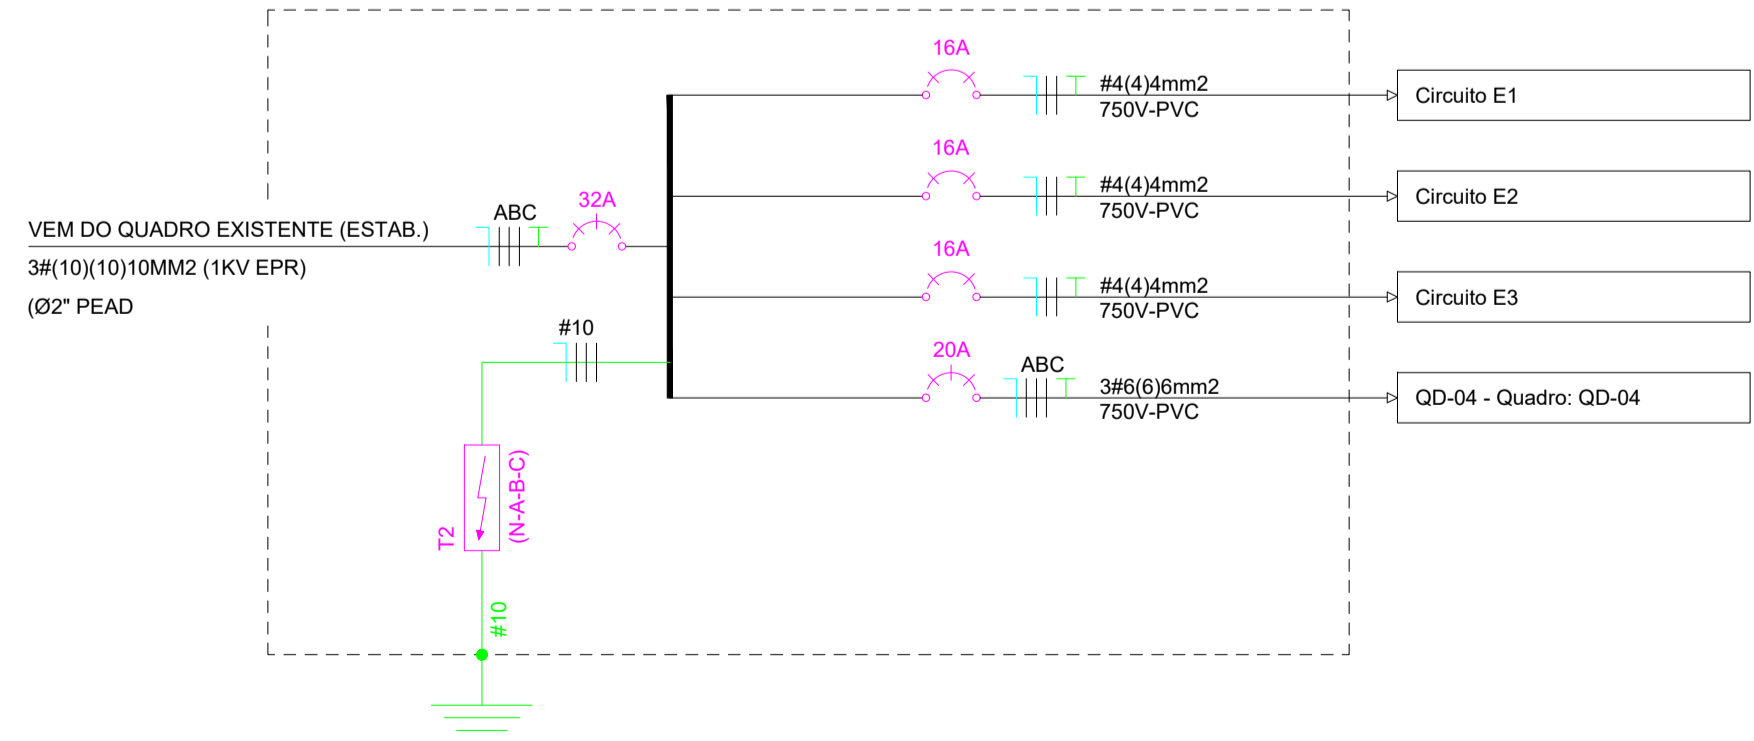 16A
#4(4)4mm2
750V-PVC
Circuito E1
16A
#4(4)4mm2
750V-PVC
Circuito E2
32A
ABC
VEM DO QUADRO EXISTENTE (ESTAB.)
3#(10)(10)10MM2 (1KV EPR)
(Ø2" PEAD
16A
#4(4)4mm2
750V-PVC
Circuito E3
#10
20A
ABC
3#6(6)6mm2
750V-PVC
QD-04 - Quadro: QD-04
T2
(N-A-B-C)
#10